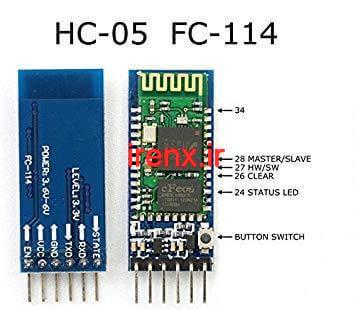 HC-05 FC-114
34
28 MASTER/SLAVE
27 HW/SW
26 CLEAR
24 STATUS LED
BUTTON SWITCH
irenx.ir
FC-114
POWER:3.6V-6V
LEVEL:3.3V
EN
VCC
GND
TXD
RXD
STATE